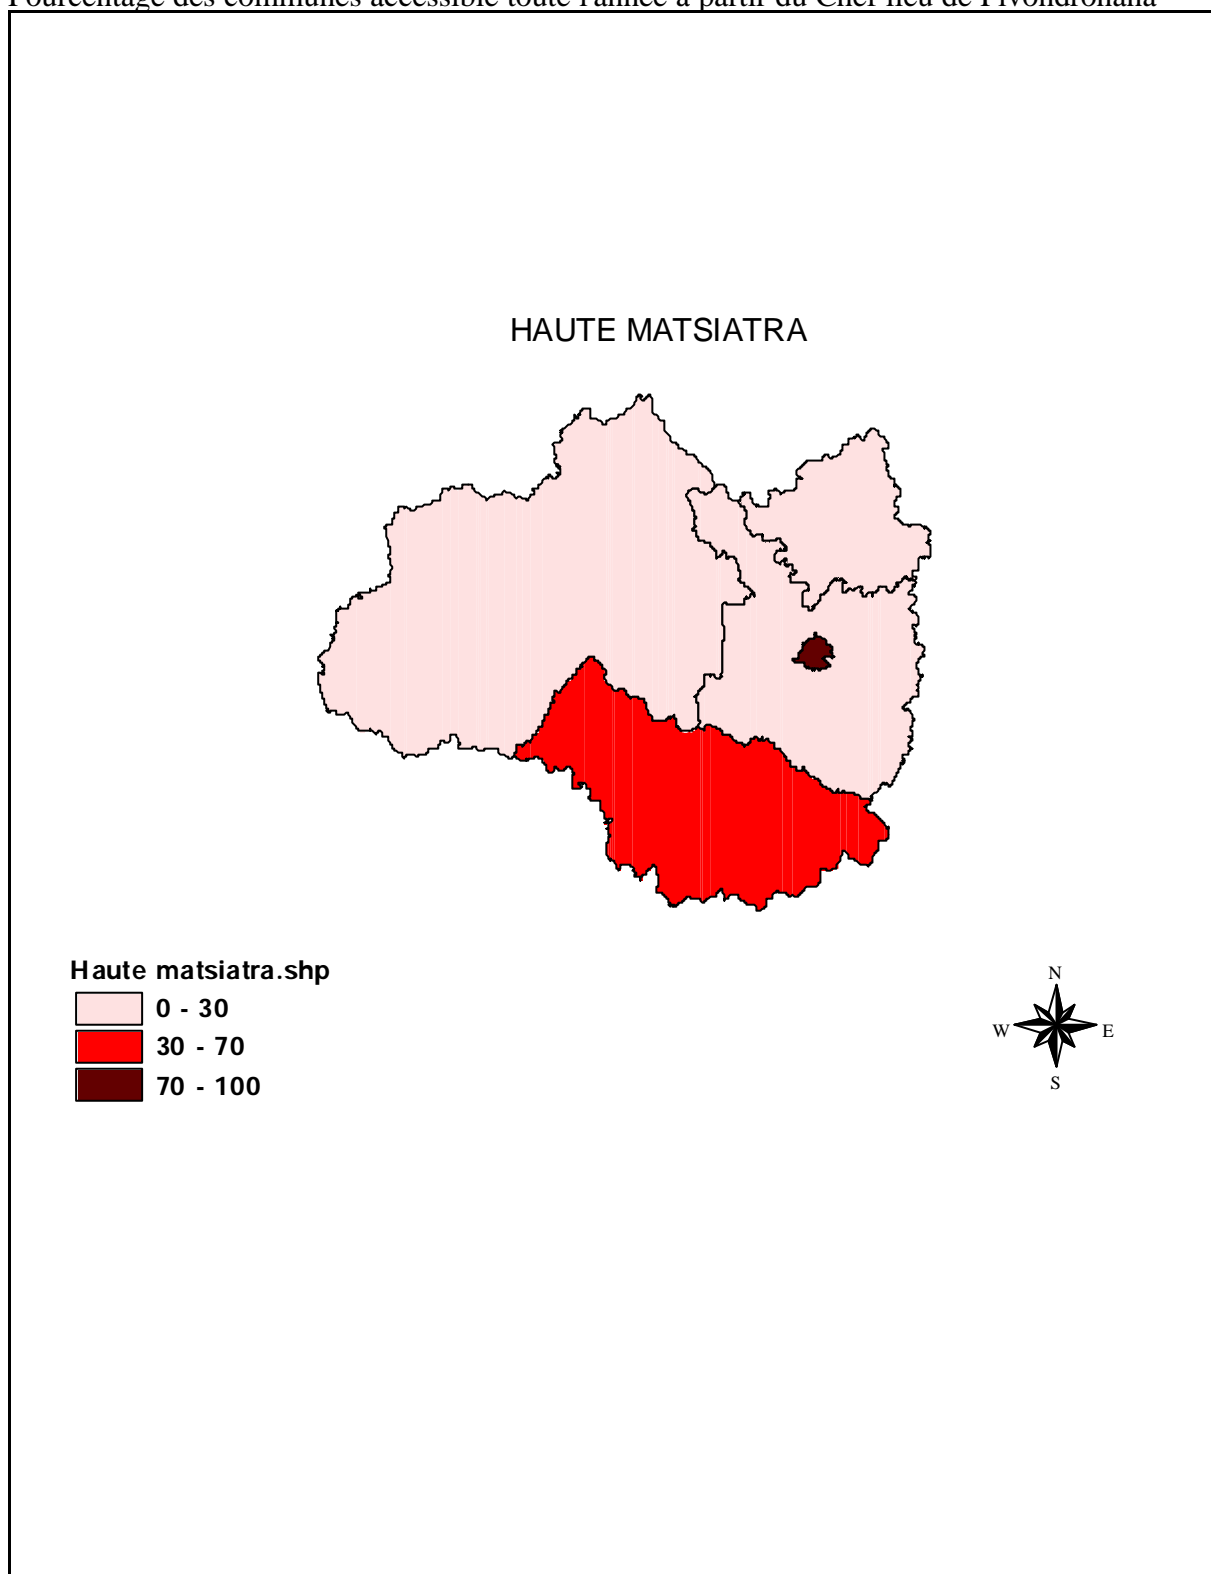 Pourcentage des communes accessible toute l'année à partir du Chef lieu de Fivondronana
HAUTE MATSIATRA
Haute matsiatra.shp
0 - 30
30 - 70
70 - 100
N
W
E
S